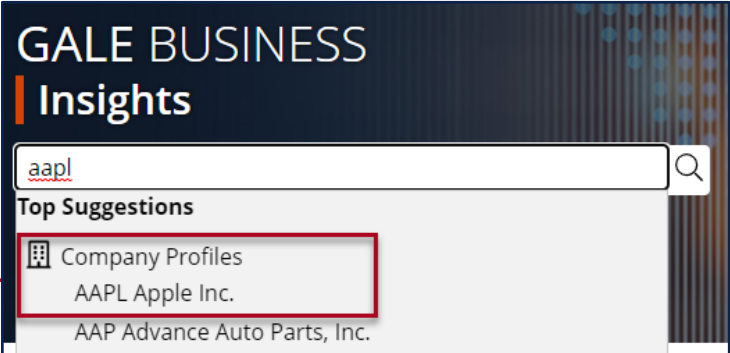 GALE BUSINESS
Insights
aapl
Top Suggestions
Company Profiles
AAPL Apple Inc.
AAP Advance Auto Parts, Inc.